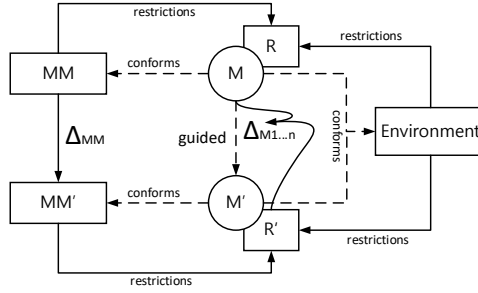 restrictions
R
restrictions
MM
conforms
M
ΔMM
guided
ΔM1...n
conforms
Environment
MM'
conforms
M'
R'
restrictions
restrictions